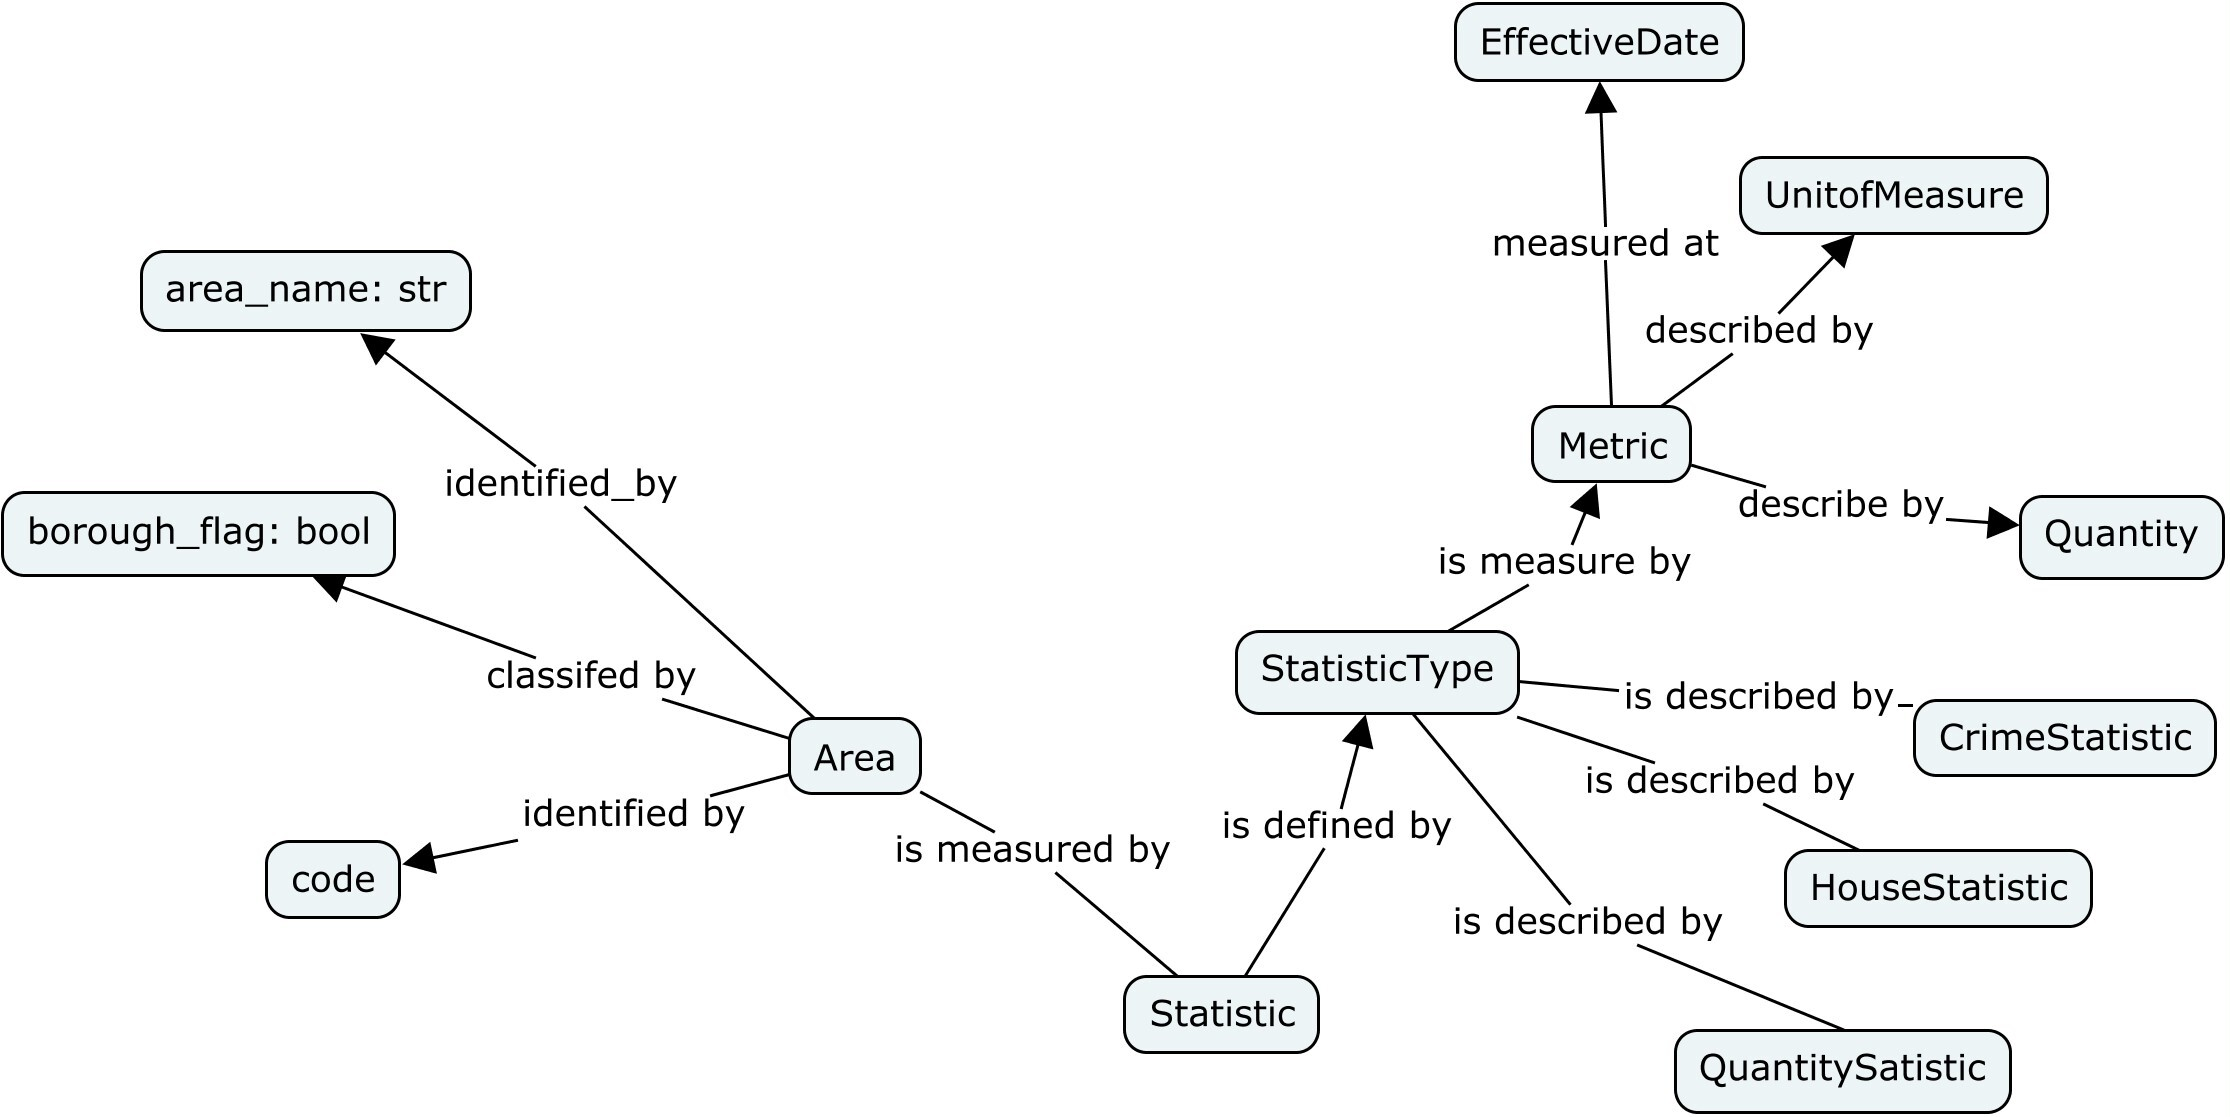 EffectiveDate
UnitofMeasure
measured at
area_name: str
described by
Metric
identified_by
describe by
borough_flag: bool
Quantity
is measure by
StatisticType
classifed by
is described by
CrimeStatistic
Area
is described by
identified by
is defined by
is measured by
code
HouseStatistic
is described by
Statistic
QuantitySatistic